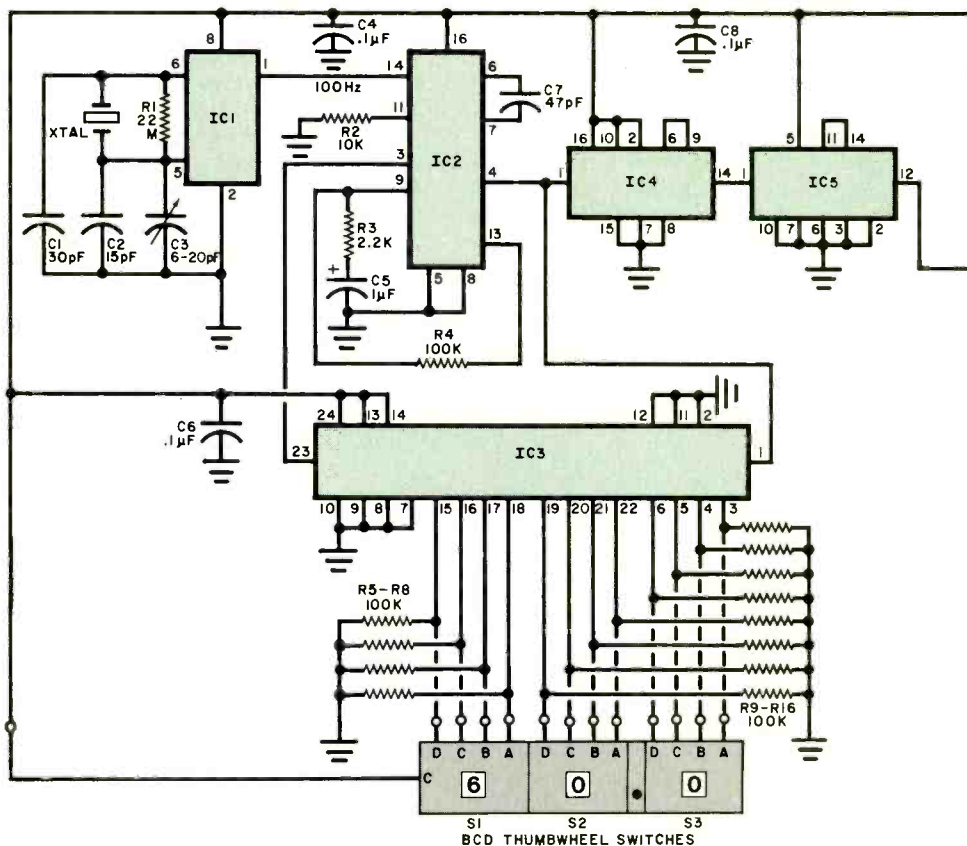 C4
.1µF
C8
.1µF
8
16
6
1
14
6
C7
47pF
5
11
14
100Hz
XTAL
R1
22
M
IC1
11
R2
10K
7
16
10
2
6
9
IC2
3
4
1
IC4
14
1
IC5
12
5
9
2
R3
2.2K
13
15
7
8
10
7
6
3
2
C1
30pF
C2
15pF
C3
6-20pF
+
C5
1µF
5
8
R4
100K
24
13
14
12
11
2
C6
.1µF
23
IC3
1
10
9
8
7
15
16
17
18
19
20
21
22
6
5
4
3
R5-R8
100K
R9-R16
100K
D
C
B
A
D
C
B
A
D
C
B
A
C
6
0
0
S1
S2
S3
BCD THUMBWHEEL SWITCHES